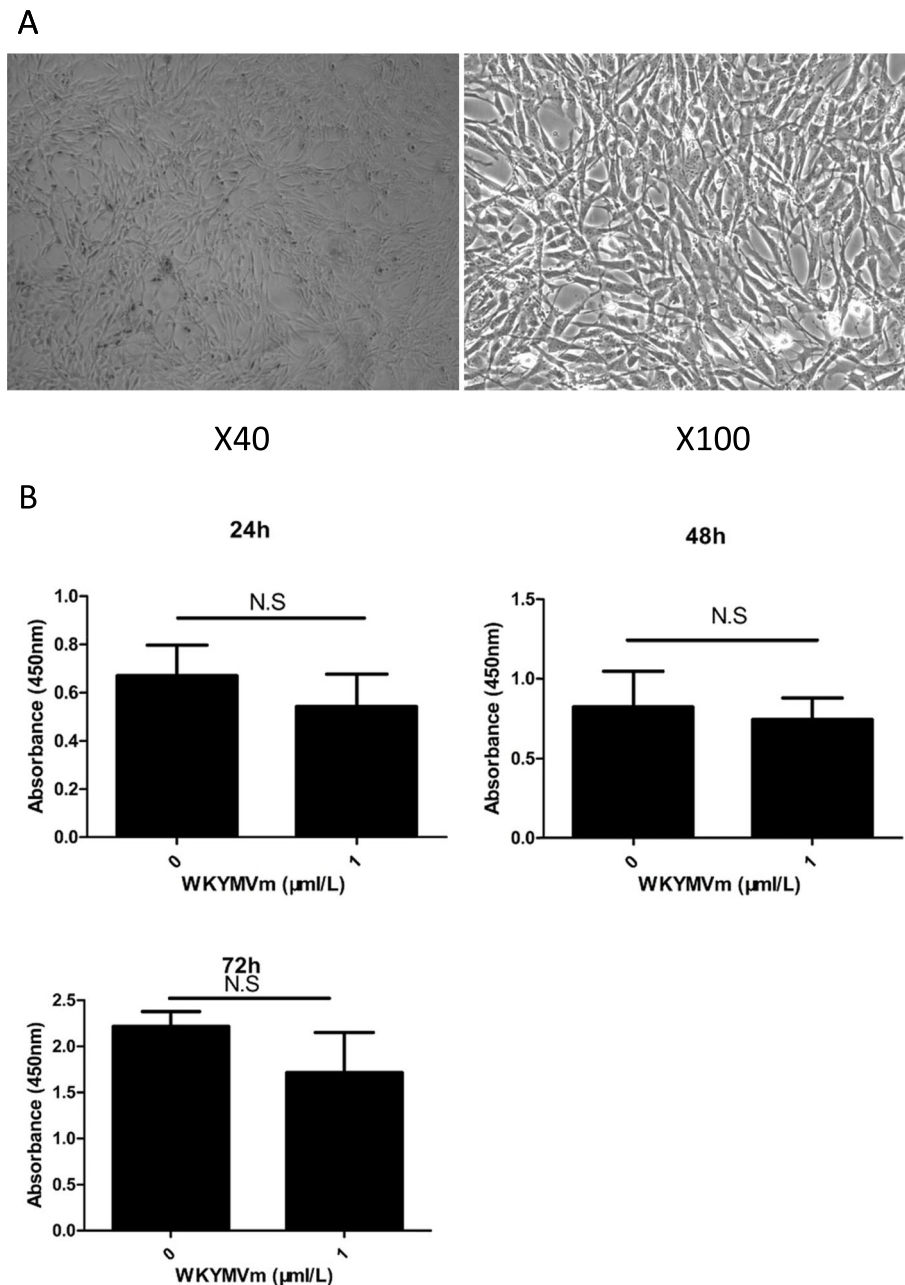 A
X40
X100
B
24h
N.S
Absorbance (450nm)
1.0
0.8
0.6
0.4
0.2
0.0
0
1
WKYMVm (µml/L)
48h
N.S
Absorbance (450nm)
1.5
1.0
0.5
0.0
0
1
WKYMVm (µml/L)
72h
N.S
Absorbance (450nm)
2.5
2.0
1.5
1.0
0.5
0.0
0
1
WKYMVm (µml/L)